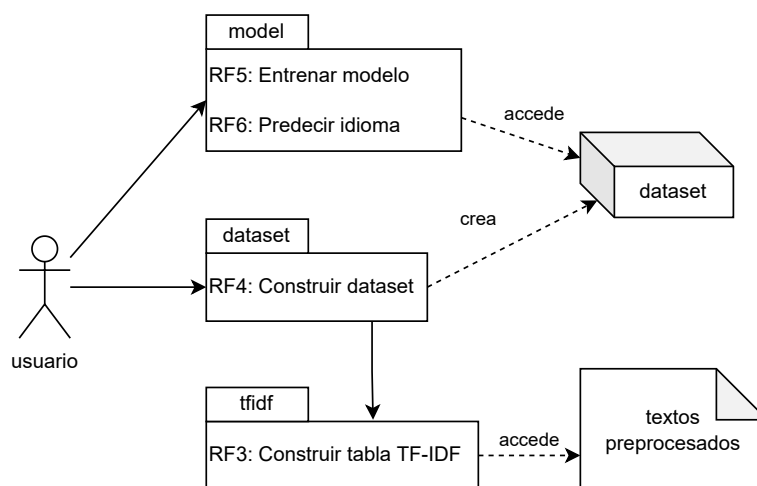 model
RF5: Entrenar modelo
RF6: Predecir idioma
accede
dataset
crea
dataset
RF4: Construir dataset
usuario
tfidf
RF3: Construir tabla TF-IDF
accede
textos
preprocesados